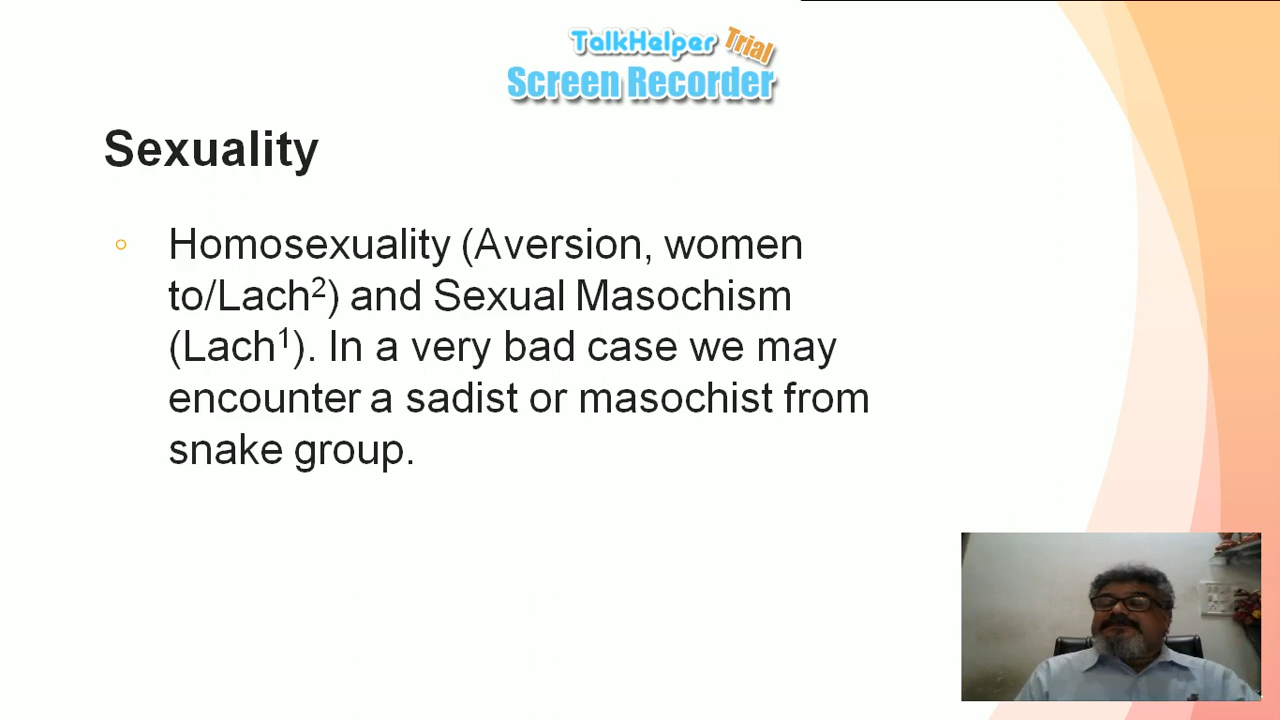 TalkHelper Trial
Screen Recorder
Sexuality
◦ Homosexuality (Aversion, women
to/Lach²) and Sexual Masochism
(Lach¹). In a very bad case we may
encounter a sadist or masochist from
snake group.